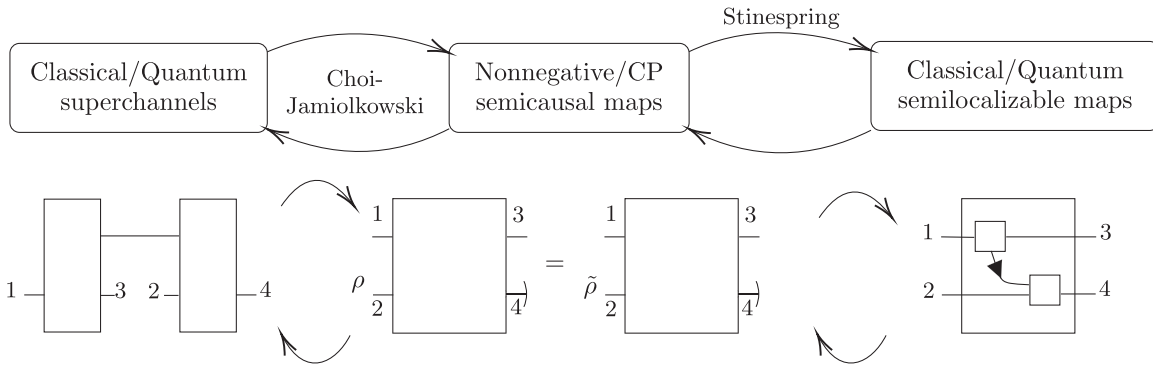 Stinespring
Classical/Quantum
superchannels
Choi-
Jamiolkowski
Nonnegative/CP
semicausal maps
Classical/Quantum
semilocalizable maps
1 3 2 4
1 3
ρ
2 4
=
1 3
ρ̃
2 4
1 3
2 4